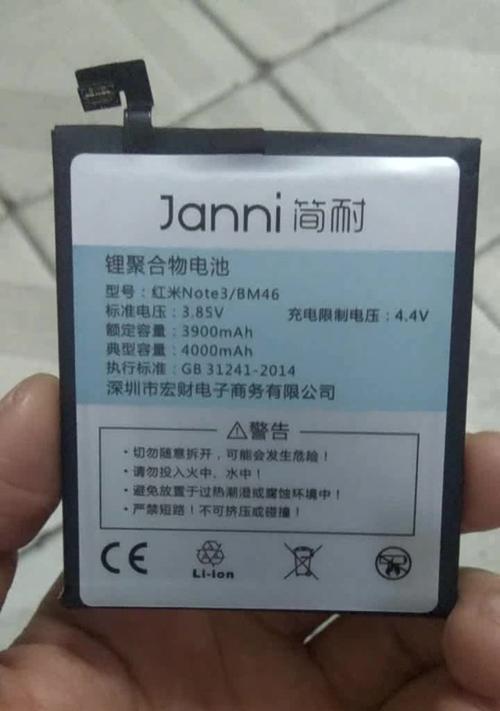 Janni 简耐
锂聚合物电池
型号：红米Note3/BM46
标准电压：3.85V 充电限制电压：4.4V
额定容量：3900mAh
典型容量：4000mAh
执行标准：GB 31241-2014
深圳市宏财电子商务有限公司
警告
·切勿随意拆开，可能会发生危险！
·请勿投入火中、水中！
·避免放置于过热潮湿或腐蚀环境中！
·严禁短路！不可挤压或碰撞！
CE
Li-ion